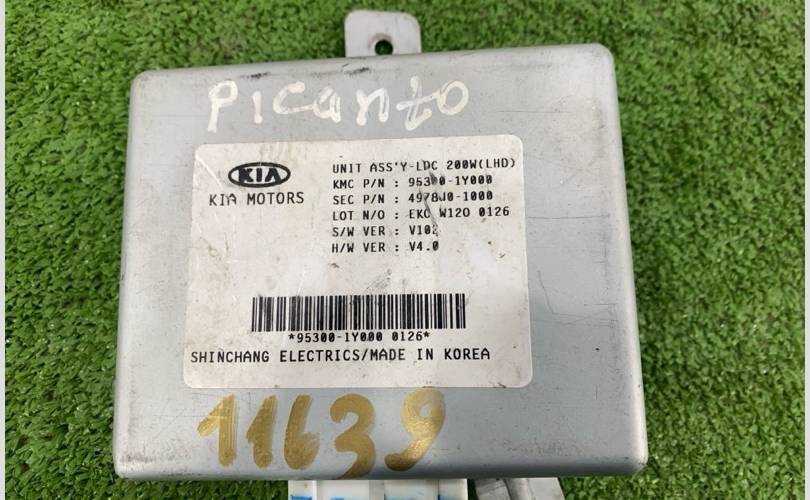 Picanto
KIA
KIA MOTORS
UNIT ASS'Y-LDC 200W(LHD)
KMC P/N : 95300-1Y000
SEC P/N : 4978J0-1000
LOT N/O : EKC W120 0126
S/W VER : V102
H/W VER : V4.0
*95300-1Y000 0126*
SHINCHANG ELECTRICS/MADE IN KOREA
11639